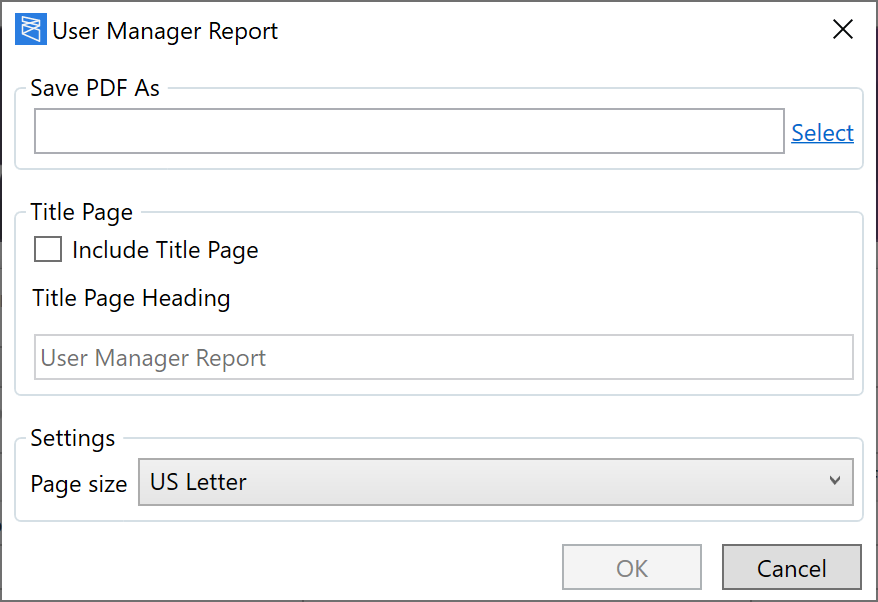 User Manager Report
Save PDF As
Select
Title Page
Include Title Page
Title Page Heading
User Manager Report
Settings
Page size US Letter
OK Cancel